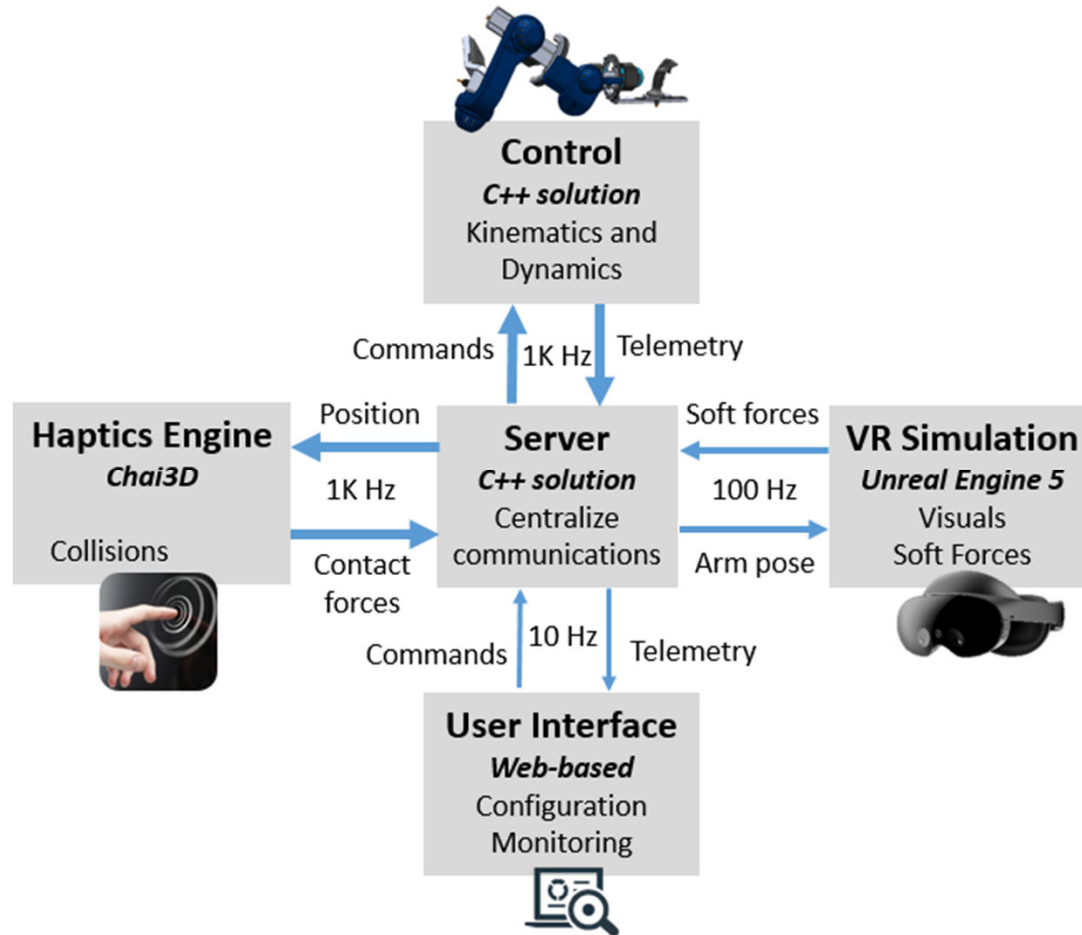 Control
C++ solution
Kinematics and
Dynamics
Commands
1K Hz
Telemetry
Position
Soft forces
Haptics Engine
Chai3D
Collisions
1K Hz
Contact
forces
Server
C++ solution
Centralize
communications
100 Hz
Arm pose
VR Simulation
Unreal Engine 5
Visuals
Soft Forces
Commands
10 Hz
Telemetry
User Interface
Web-based
Configuration
Monitoring